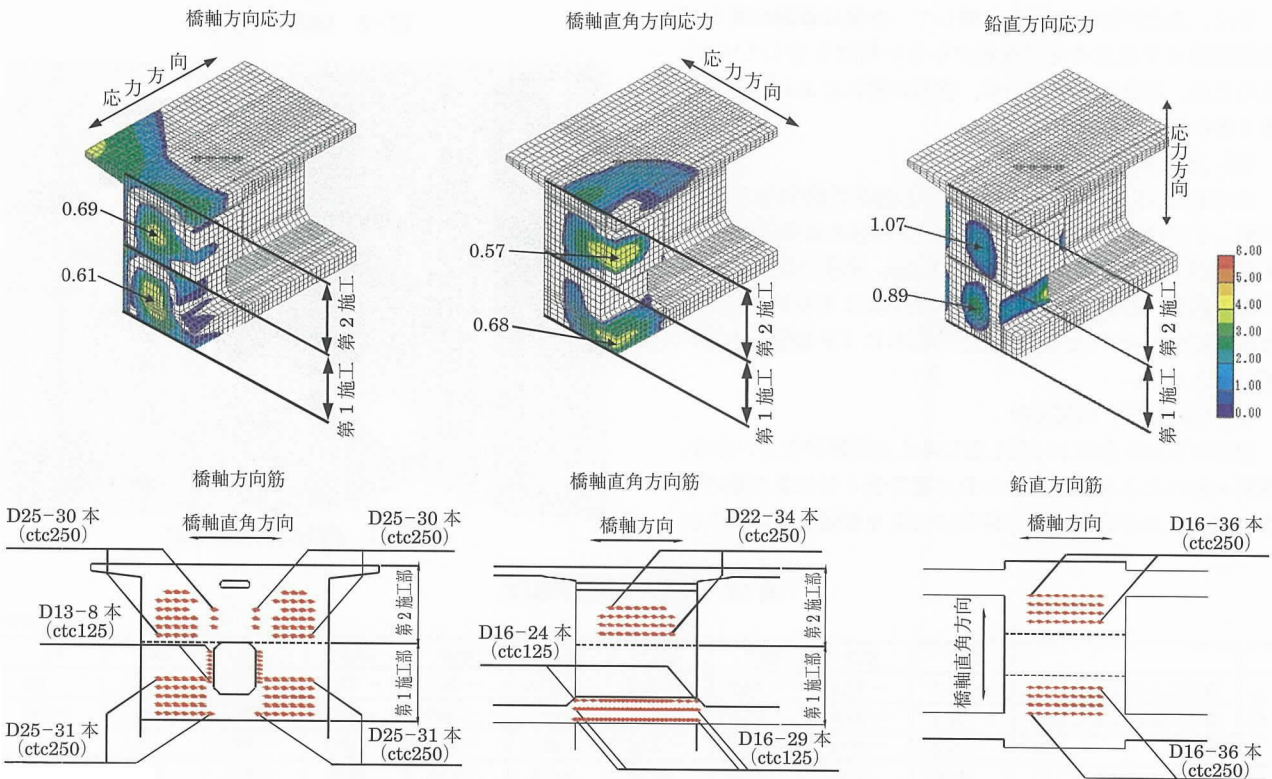 橋軸方向応力
橋軸直角方向応力
鉛直方向応力
応力方向
応力方向
応力方向
0.69
0.61
第2施工
第1施工
0.57
0.68
第2施工
第1施工
1.07
0.89
第2施工
第1施工
6.00
5.00
4.00
3.00
2.00
1.00
0.00
橋軸方向筋
橋軸直角方向
D25-30本
(ctc250)
D25-30本
(ctc250)
D13-8本
(ctc125)
D25-31本
(ctc250)
D25-31本
(ctc250)
第2施工部
第1施工部
橋軸直角方向筋
橋軸方向
D22-34本
(ctc250)
D16-24本
(ctc125)
D16-29本
(ctc125)
第2施工部
第1施工部
鉛直方向筋
橋軸方向
D16-36本
(ctc250)
橋軸直角方向
D16-36本
(ctc250)